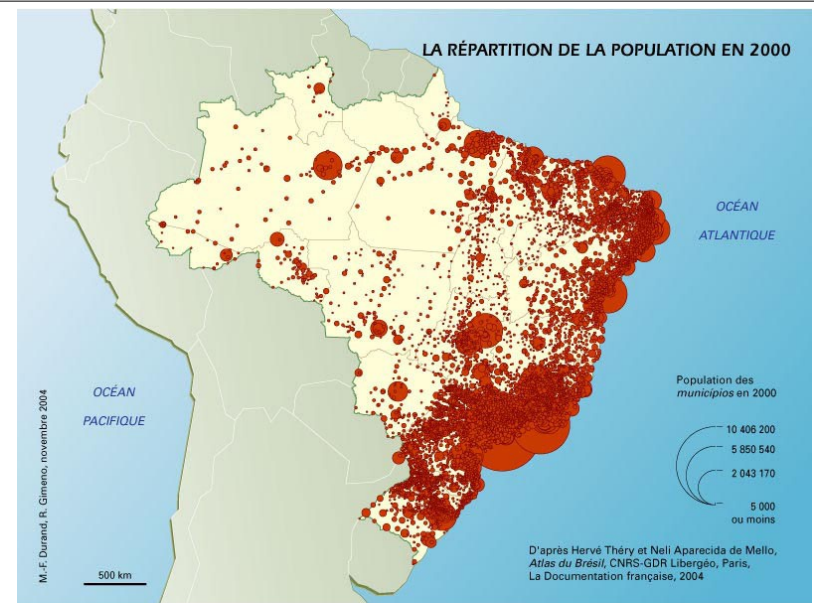 LA RÉPARTITION DE LA POPULATION EN 2000
OCÉAN
ATLANTIQUE
OCÉAN
PACIFIQUE
Population des
municípios en 2000
10 406 200
5 850 540
2 043 170
5 000
ou moins
M.-F. Durand, R. Gimeno, novembre 2004
500 km
D'après Hervé Théry et Neli Aparecida de Mello,
Atlas du Brésil, CNRS-GDR Libergéo, Paris,
La Documentation française, 2004